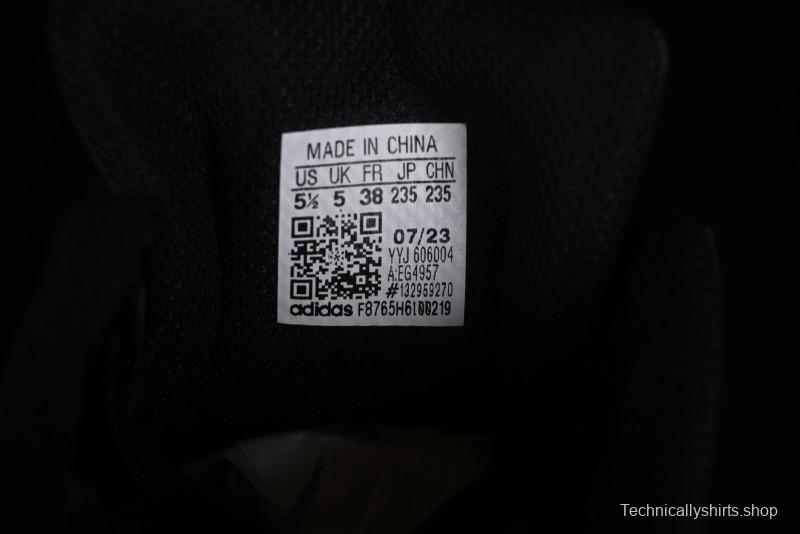 MADE IN CHINA
US UK FR JP CHN
5½ 5 38 235 235
07/23
YYJ 606004
A:EG4957
#132959270
adidas F8765H6100219
Technicallyshirts.shop